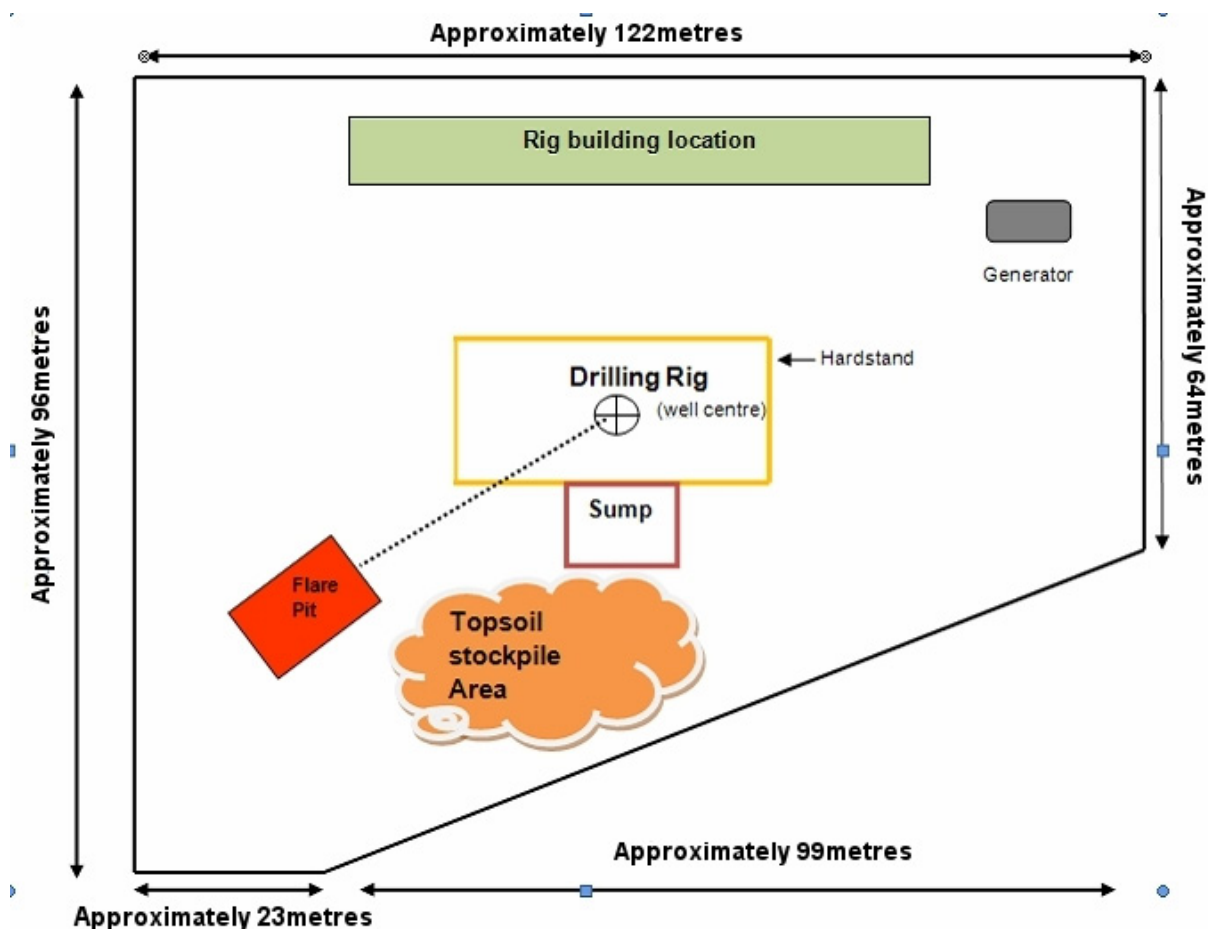 Approximately 122metres
Rig building location
Approximately 96metres
Approximately 64metres
Generator
Hardstand
Drilling Rig
(well centre)
Sump
Flare
Pit
Topsoil
stockpile
Area
Approximately 99metres
Approximately 23metres